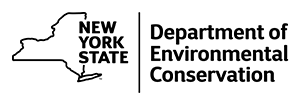 NEW
YORK
STATE
Department of
Environmental
Conservation